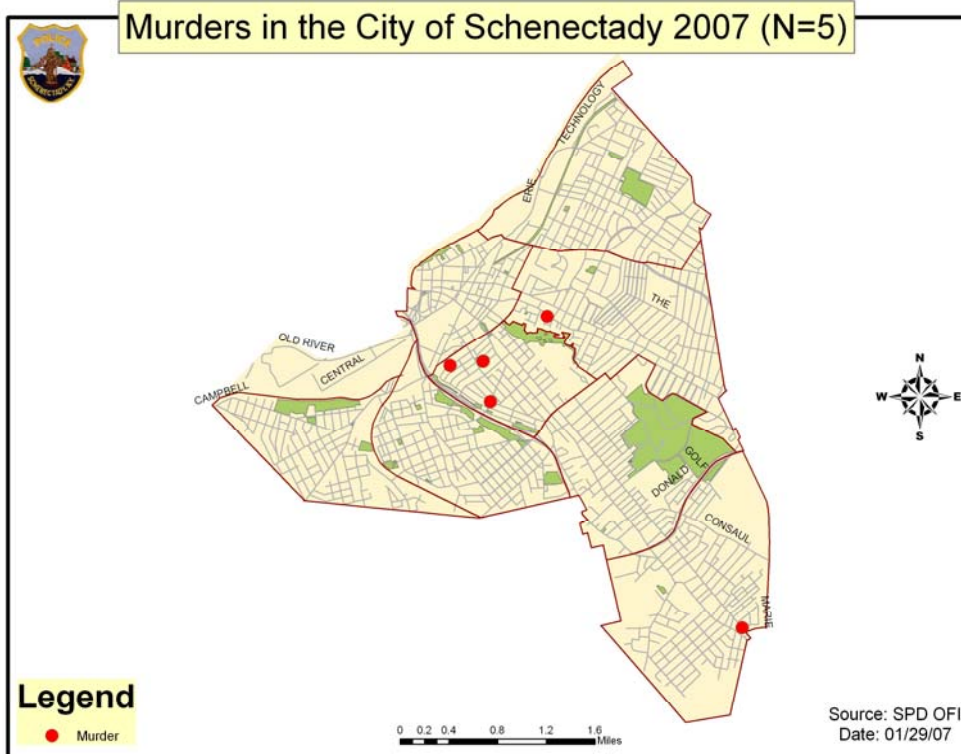 Murders in the City of Schenectady 2007 (N=5)
POLICE
SCHENECTADY, N.Y.
TECHNOLOGY
ERIE
THE
OLD RIVER
CENTRAL
CAMPBELL
N
W E
S
GOLF
DONALD
CONSAUL
MARIE
Legend
Murder
0 0.2 0.4 0.8 1.2 1.6
Miles
Source: SPD OFI
Date: 01/29/07